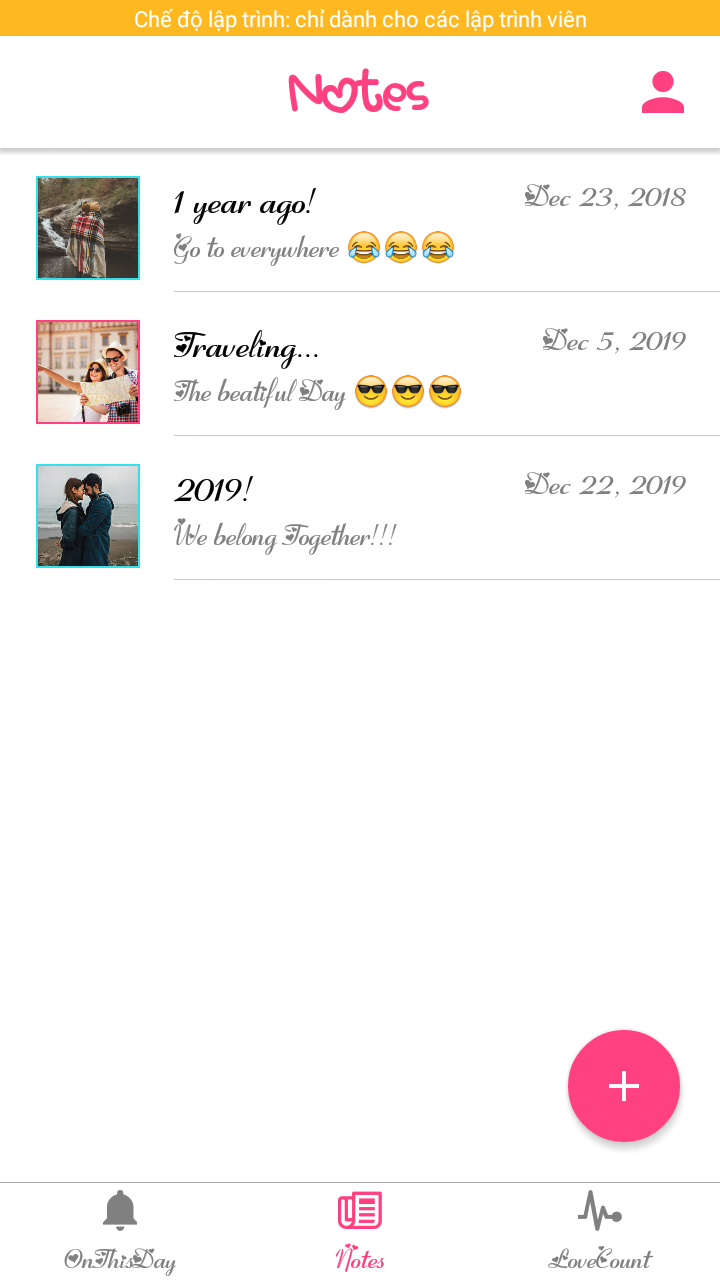 Chế độ lập trình: chỉ dành cho các lập trình viên
Notes
1 year ago!
Dec 23, 2018
Go to everywhere 😂😂😂
Traveling...
Dec 5, 2019
The beatiful Day 😎😎😎
2019!
Dec 22, 2019
We belong Together!!!
OnThisDay
Notes
LoveCount